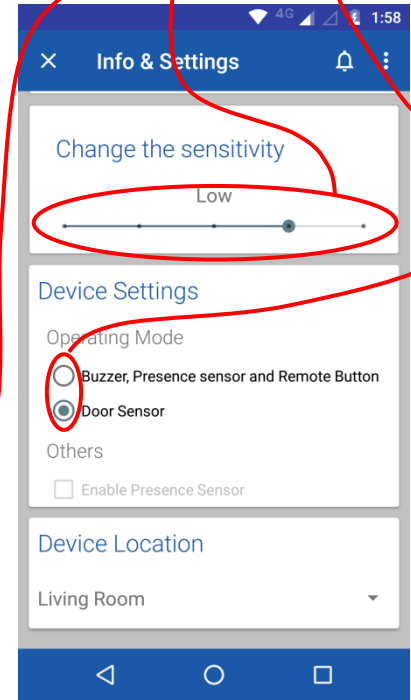 4G 1:58
Info & Settings
Change the sensitivity
Low
Device Settings
Operating Mode
Buzzer, Presence sensor and Remote Button
Door Sensor
Others
Enable Presence Sensor
Device Location
Living Room